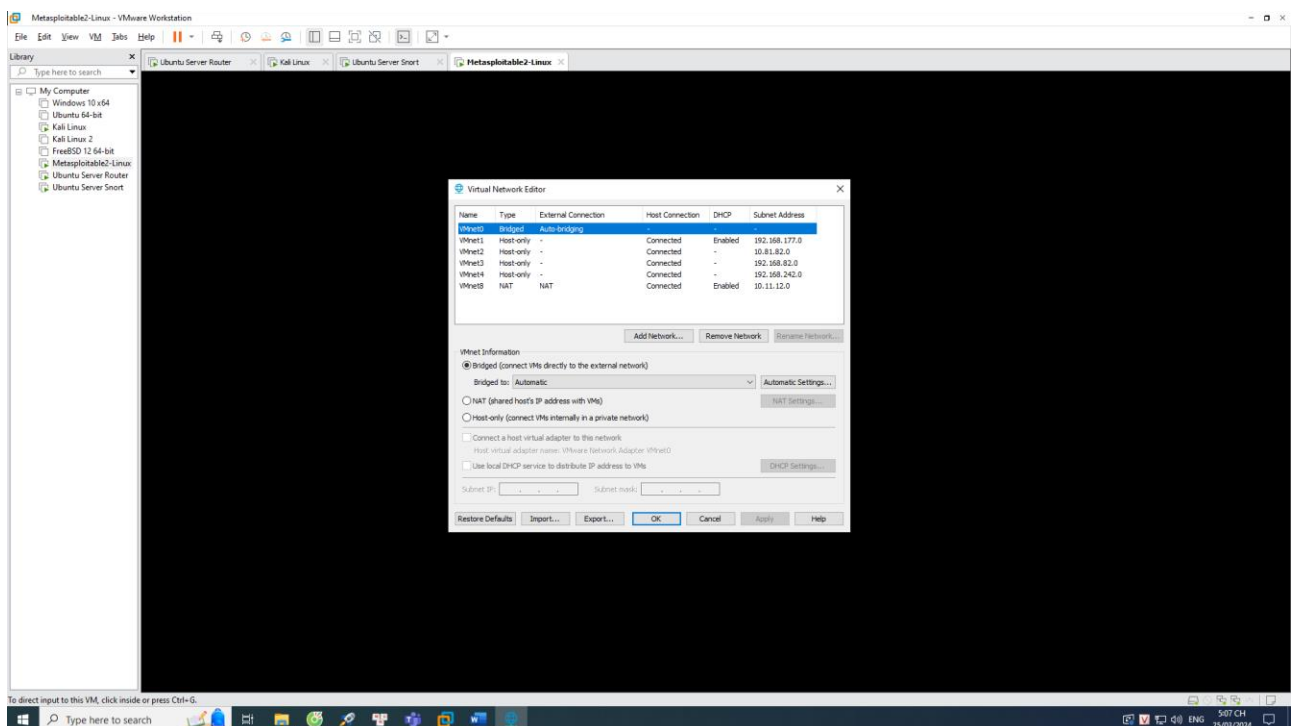 Metasploitable2-Linux - VMware Workstation
File Edit View VM Tabs Help
Library
Type here to search
My Computer
Windows 10 x64
Ubuntu 64-bit
Kali Linux
Kali Linux 2
FreeBSD 12 64-bit
Metasploitable2-Linux
Ubuntu Server Router
Ubuntu Server Snort
Ubuntu Server Router Kali Linux Ubuntu Server Snort Metasploitable2-Linux
Virtual Network Editor
Name Type External Connection Host Connection DHCP Subnet Address
VMnet0 Bridged Auto-bridging - - -
VMnet1 Host-only - Connected Enabled 192.168.177.0
VMnet2 Host-only - Connected - 10.81.82.0
VMnet3 Host-only - Connected - 192.168.82.0
VMnet4 Host-only - Connected - 192.168.242.0
VMnet8 NAT NAT Connected Enabled 10.11.12.0
Add Network... Remove Network Rename Network...
VMnet Information
Bridged (connect VMs directly to the external network)
Bridged to: Automatic Automatic Settings...
NAT (shared host's IP address with VMs) NAT Settings...
Host-only (connect VMs internally in a private network)
Connect a host virtual adapter to this network
Host virtual adapter name: VMware Network Adapter VMnet0
Use local DHCP service to distribute IP address to VMs DHCP Settings...
Subnet IP: . . . Subnet mask: . . .
Restore Defaults Import... Export... OK Cancel Apply Help
To direct input to this VM, click inside or press Ctrl+G.
Type here to search
ENG 5:07 CH
25/03/2024